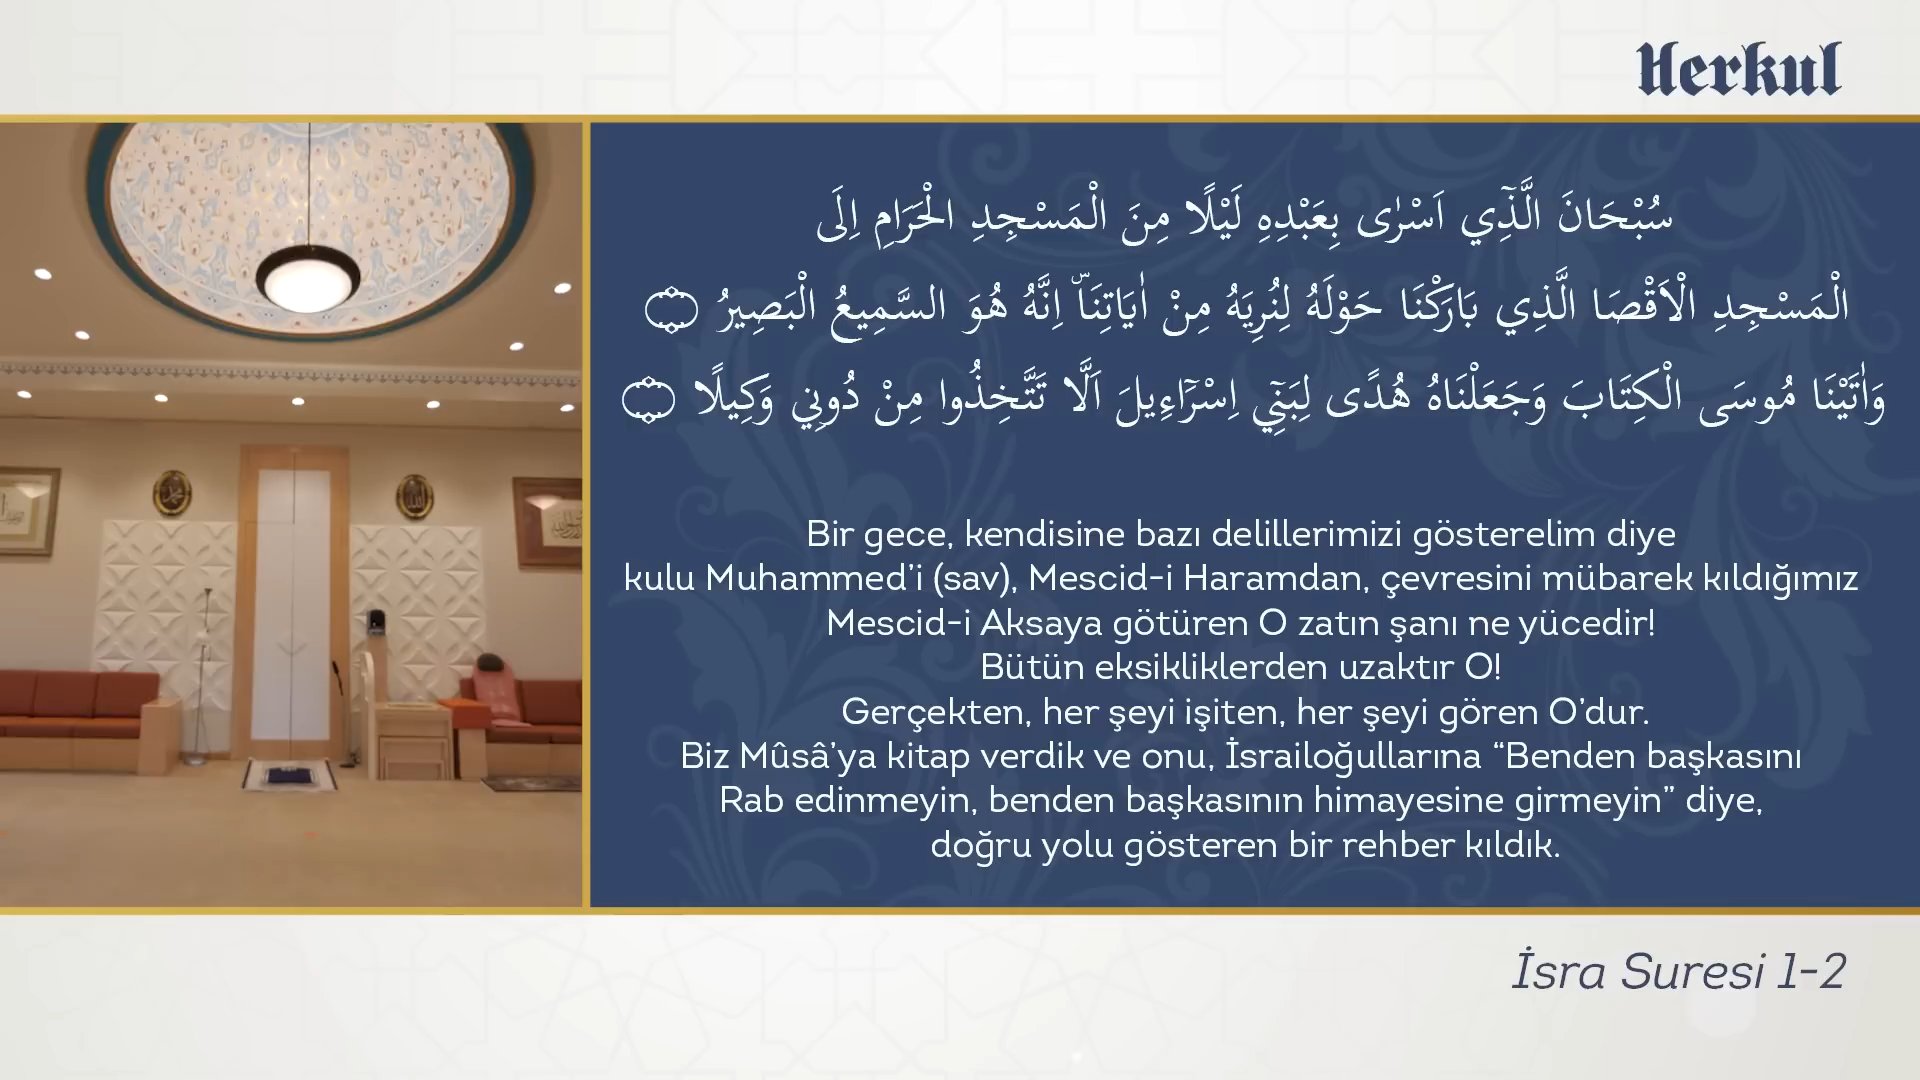 Herkul
سُبْحَانَ الَّذِٓي اَسْرٰى بِعَبْدِهِ لَيْلًا مِنَ الْمَسْجِدِ الْحَرَامِ اِلَى
الْمَسْجِدِ الْاَقْصَا الَّذِي بَارَكْنَا حَوْلَهُ لِنُرِيَهُ مِنْ اٰيَاتِنَاۜ اِنَّهُ هُوَ السَّمِيعُ الْبَصِيرُ ۝
وَاٰتَيْنَا مُوسَى الْكِتَابَ وَجَعَلْنَاهُ هُدًى لِبَنِٓي اِسْرَٓاءِيلَ اَلَّا تَتَّخِذُوا مِنْ دُونِي وَكِيلًا ۝
Bir gece, kendisine bazı delillerimizi gösterelim diye
kulu Muhammed’i (sav), Mescid-i Haramdan, çevresini mübarek kıldığımız
Mescid-i Aksaya götüren O zatın şanı ne yücedir!
Bütün eksikliklerden uzaktır O!
Gerçekten, her şeyi işiten, her şeyi gören O’dur.
Biz Mûsâ’ya kitap verdik ve onu, İsrailoğullarına “Benden başkasını
Rab edinmeyin, benden başkasının himayesine girmeyin” diye,
doğru yolu gösteren bir rehber kıldık.
İsra Suresi 1-2